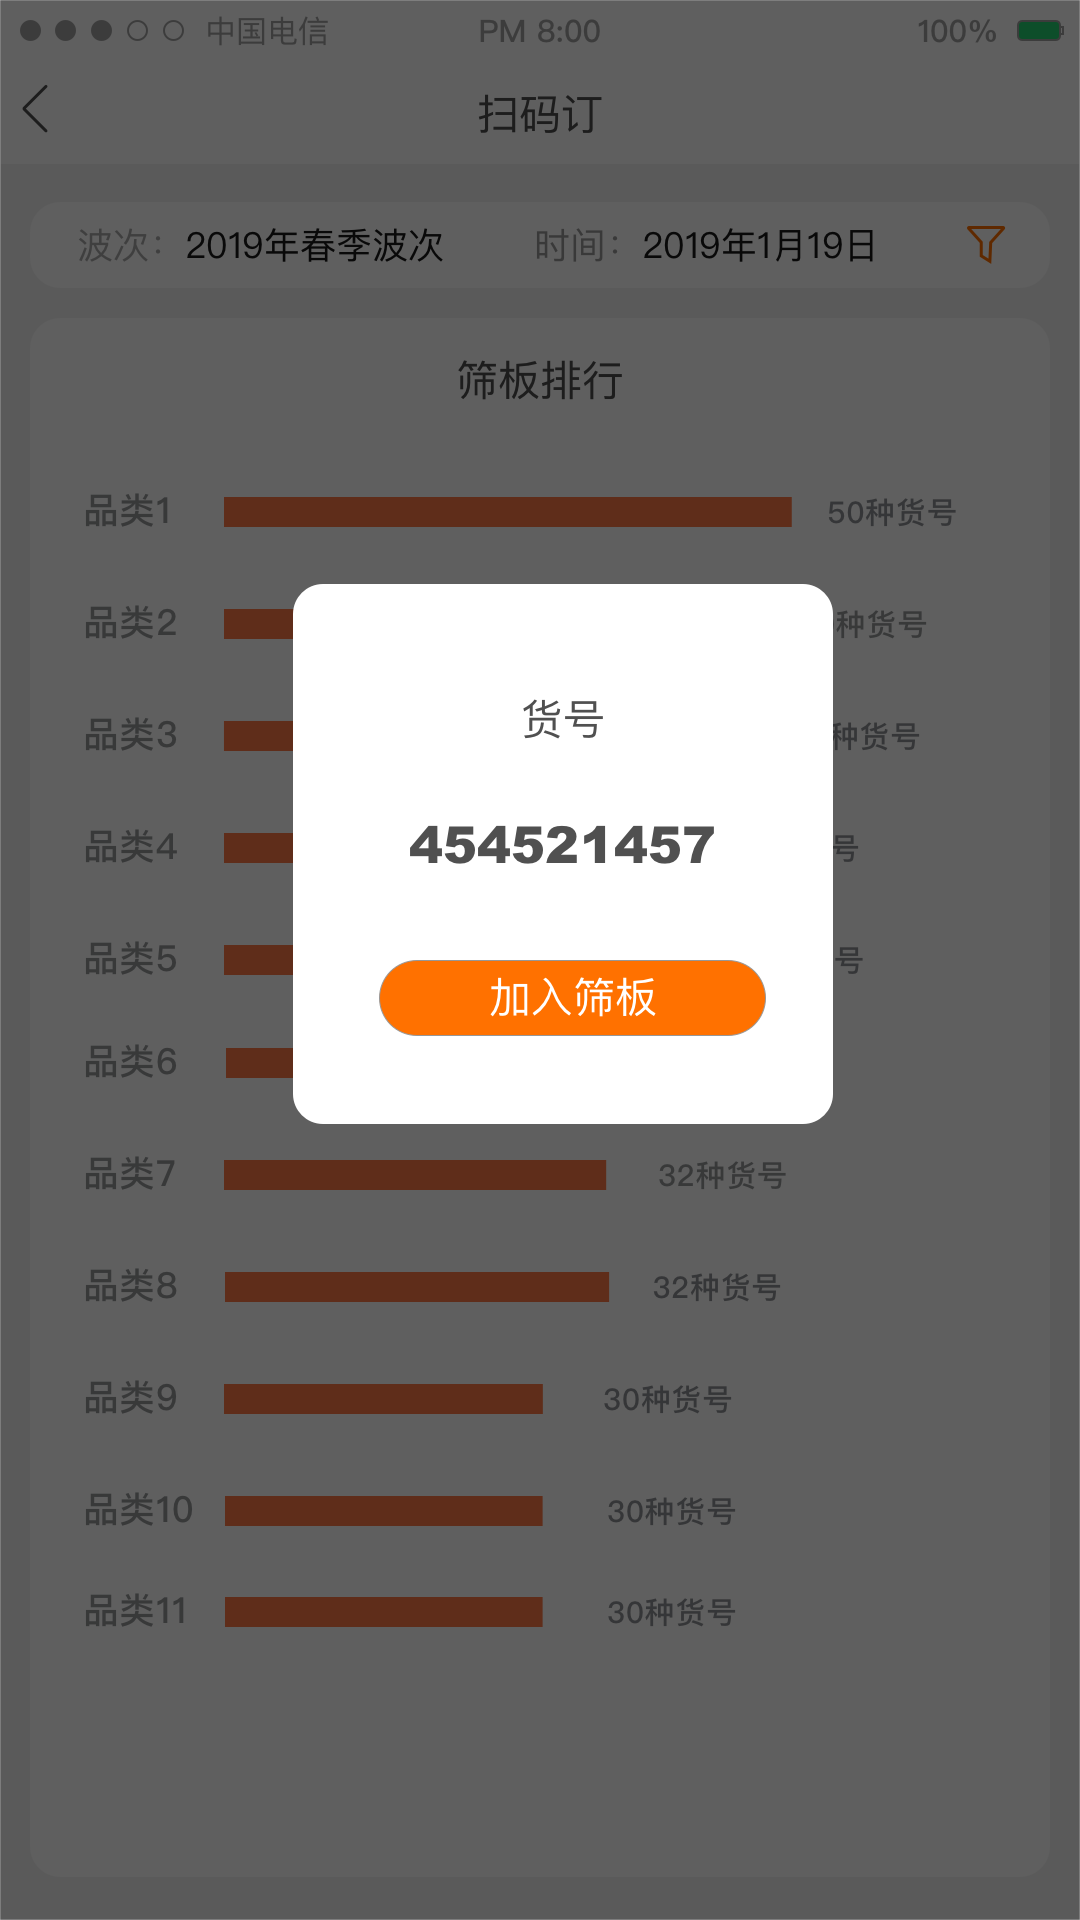 中国电信 PM 8:00 100%
扫码订
波次：2019年春季波次 时间：2019年1月19日
筛板排行
品类1 50种货号
品类2 种货号
品类3 种货号
货号
454521457
加入筛板
品类4 号
品类5 号
品类6
品类7 32种货号
品类8 32种货号
品类9 30种货号
品类10 30种货号
品类11 30种货号